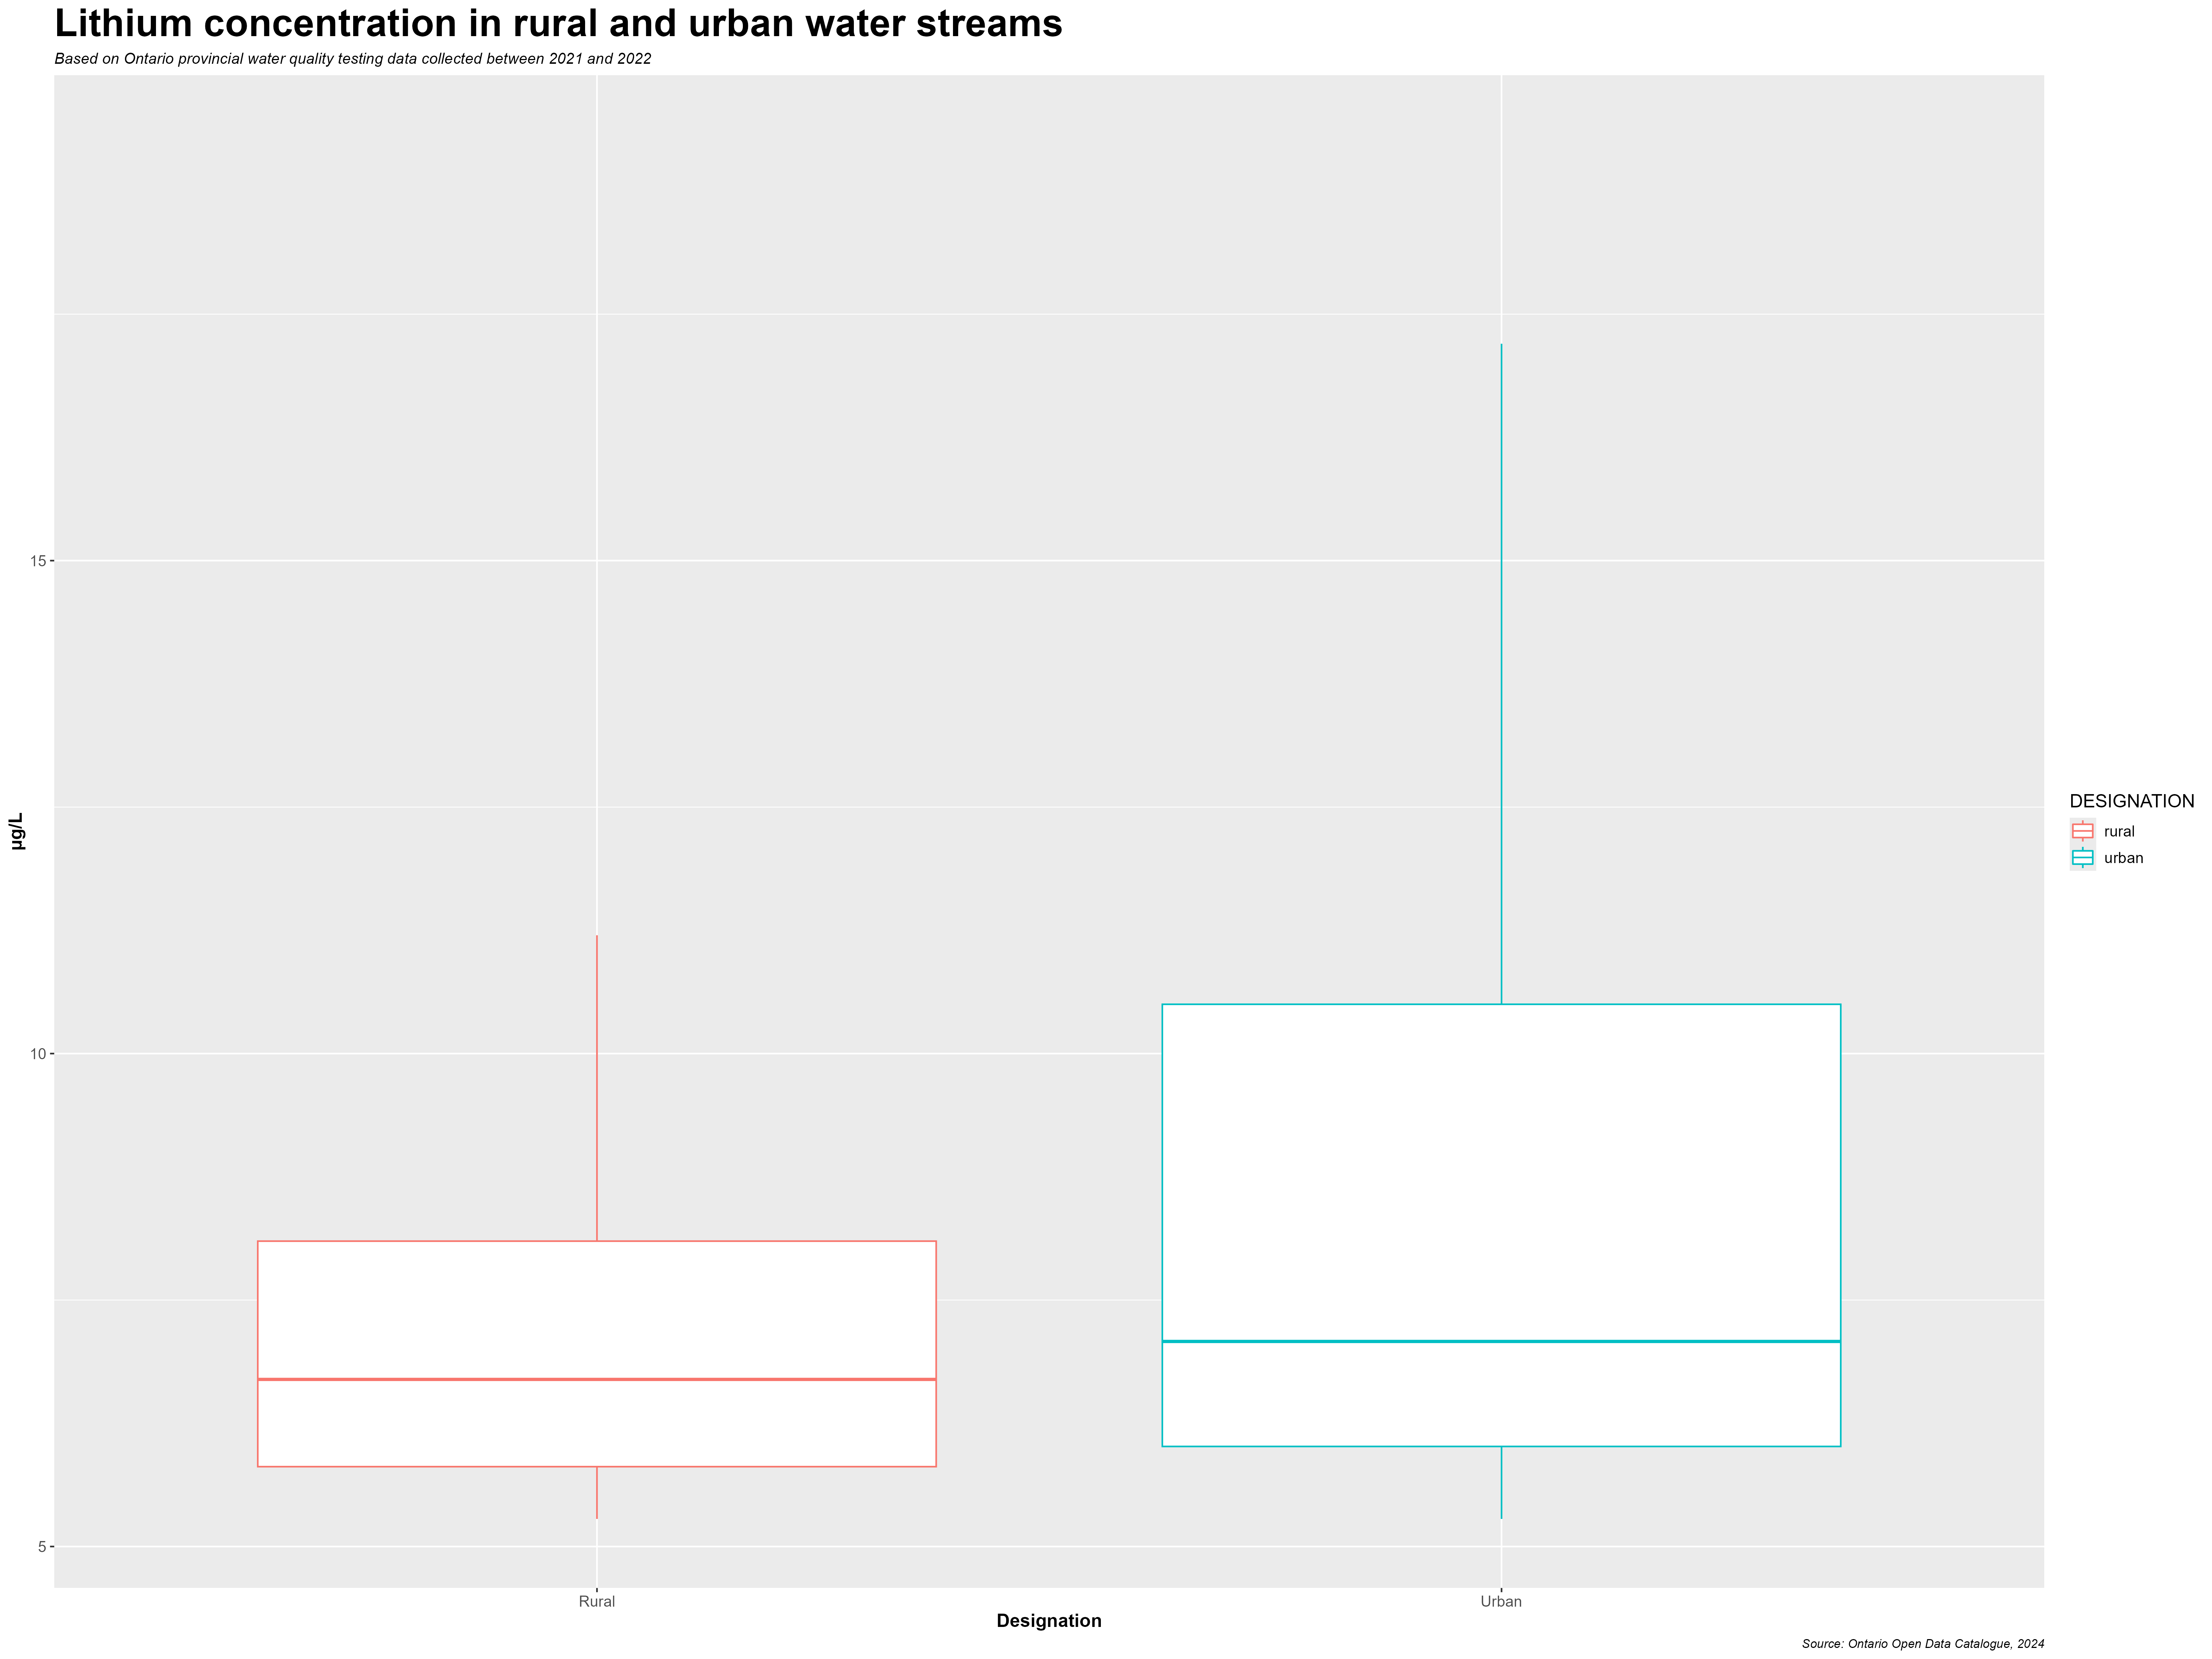 Lithium concentration in rural and urban water streams
Based on Ontario provincial water quality testing data collected between 2021 and 2022
µg/L
15
10
5
Rural
Urban
Designation
DESIGNATION
rural
urban
Source: Ontario Open Data Catalogue, 2024